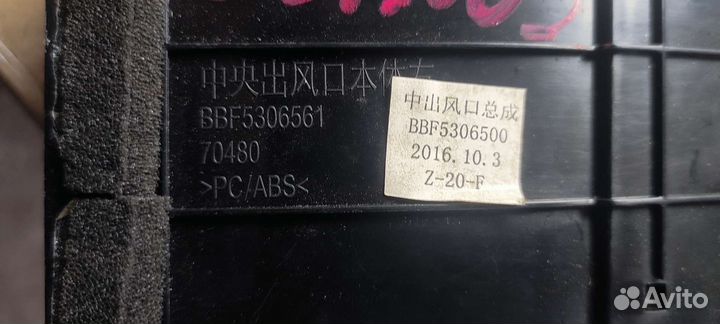 中央出风口本体左
BBF5306561
70480
>PC/ABS<
中出风口总成
BBF5306500
2016.10.3
Z-20-F
Avito